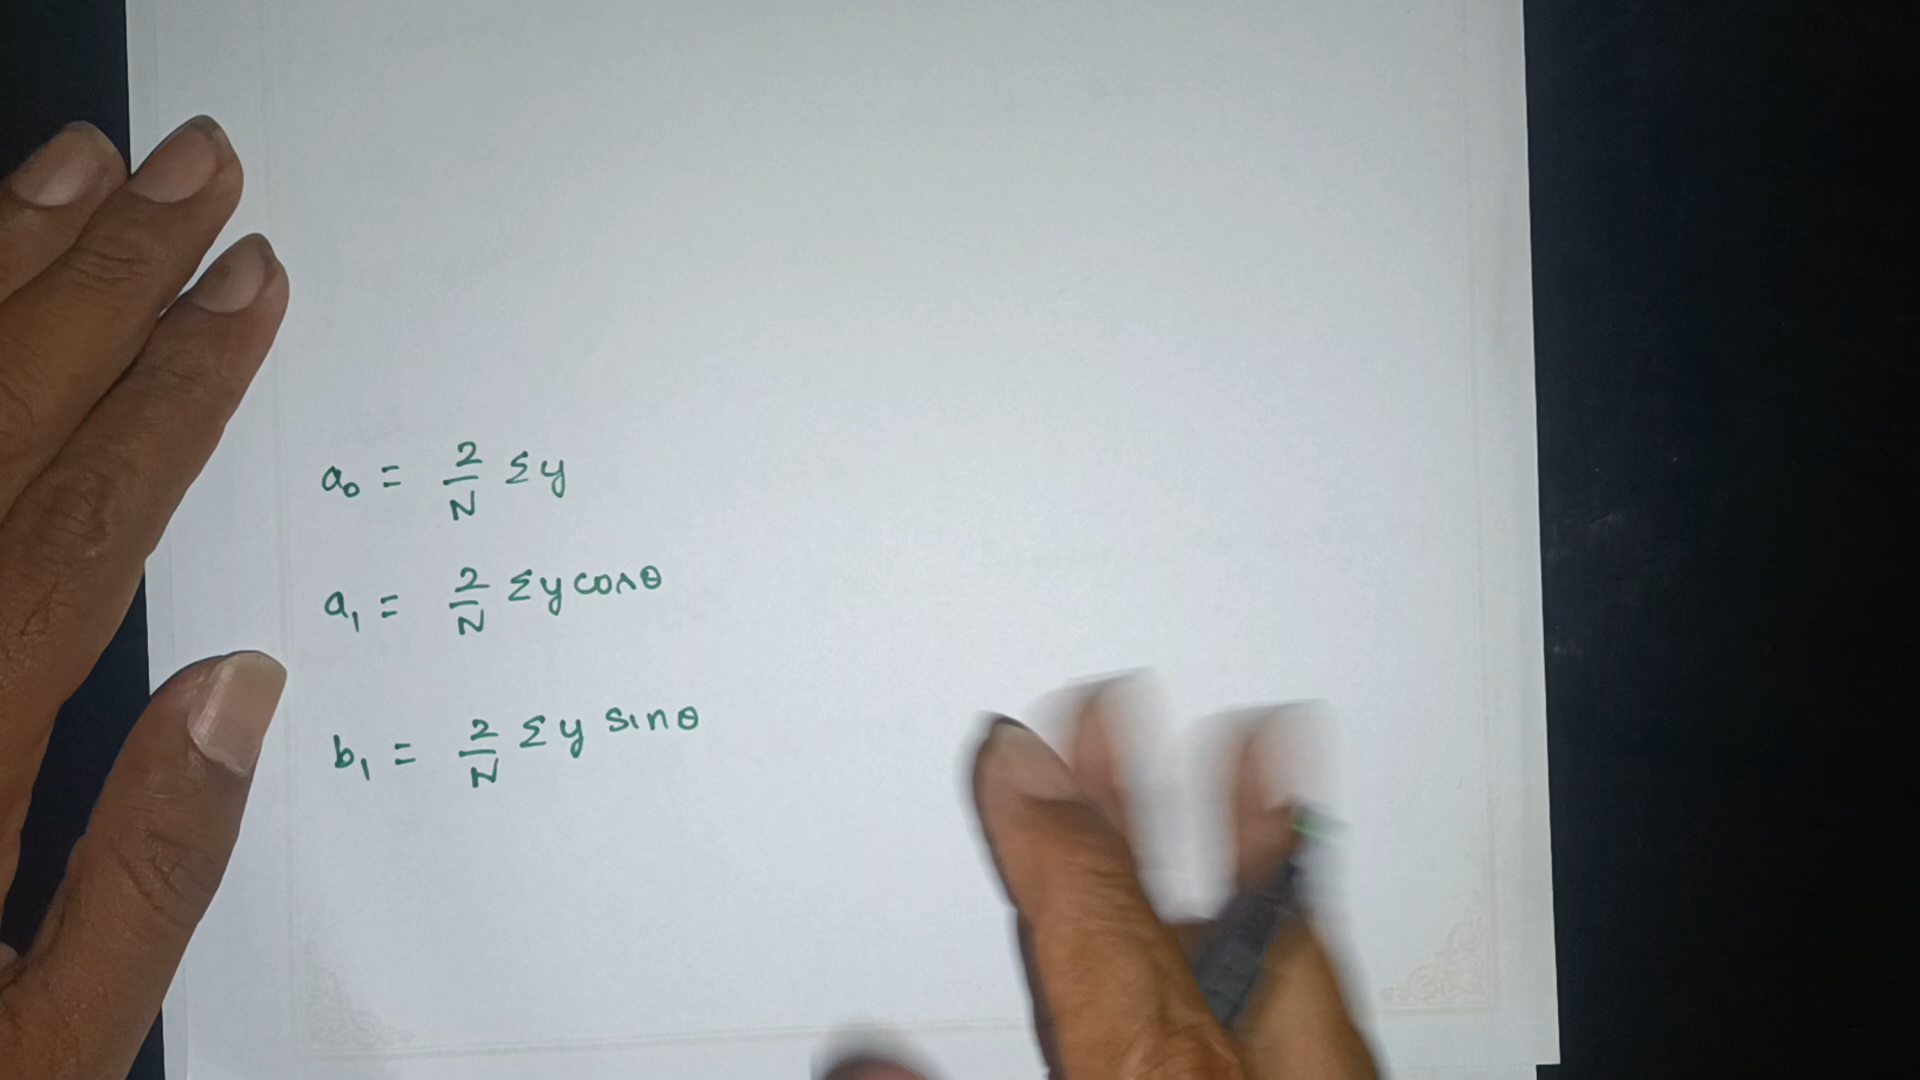 a₀ = 2/N Σy
a₁ = 2/N Σy cosθ
b₁ = 2/N Σy sinθ